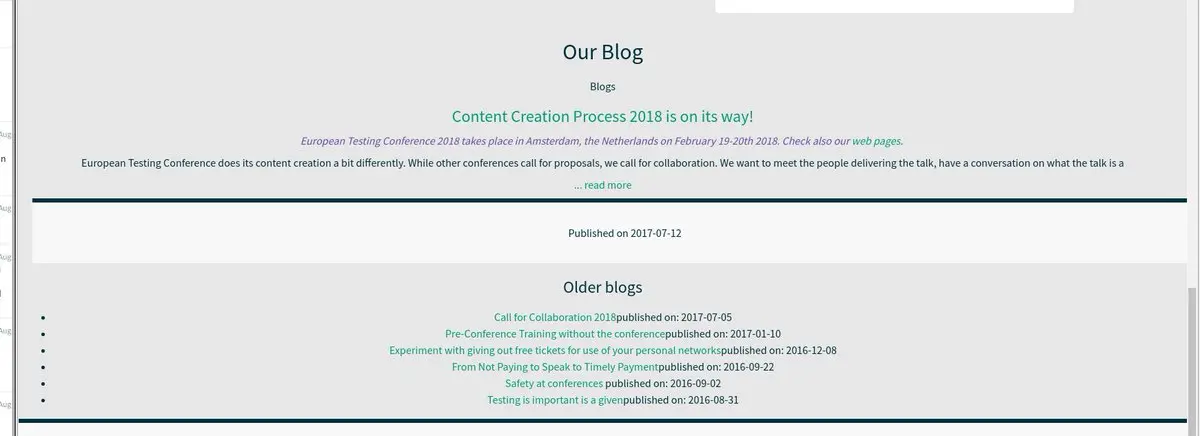 Our Blog
Blogs
Content Creation Process 2018 is on its way!
European Testing Conference 2018 takes place in Amsterdam, the Netherlands on February 19-20th 2018. Check also our web pages.
European Testing Conference does its content creation a bit differently. While other conferences call for proposals, we call for collaboration. We want to meet the people delivering the talk, have a conversation on what the talk is a
... read more
Published on 2017-07-12
Older blogs
Call for Collaboration 2018published on: 2017-07-05
Pre-Conference Training without the conferencepublished on: 2017-01-10
Experiment with giving out free tickets for use of your personal networkspublished on: 2016-12-08
From Not Paying to Speak to Timely Paymentpublished on: 2016-09-22
Safety at conferences published on: 2016-09-02
Testing is important is a givenpublished on: 2016-08-31
Aug
n
Aug
Aug
Aug
Aug